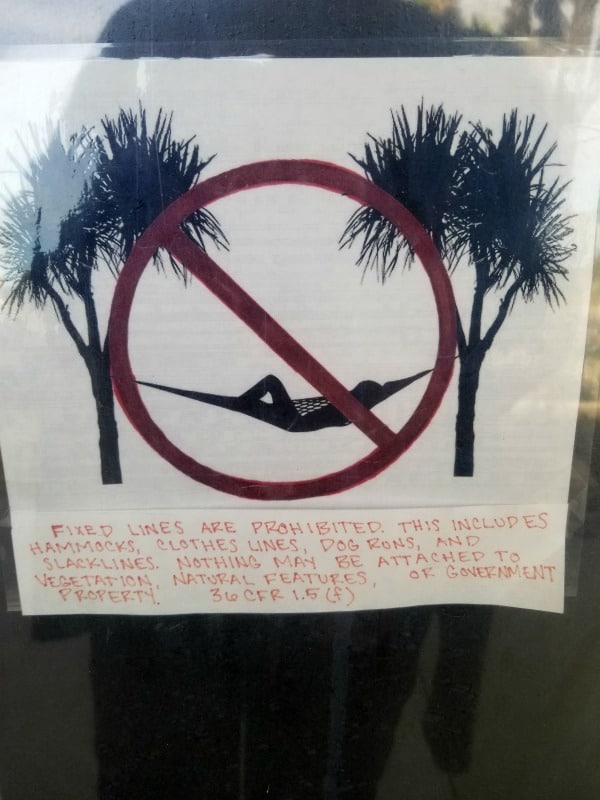 FIXED LINES ARE PROHIBITED. THIS INCLUDES
HAMMOCKS, CLOTHES LINES, DOG RUNS, AND
SLACKLINES. NOTHING MAY BE ATTACHED TO
VEGETATION, NATURAL FEATURES, OR GOVERNMENT
PROPERTY. 36 CFR 1.5 (f)